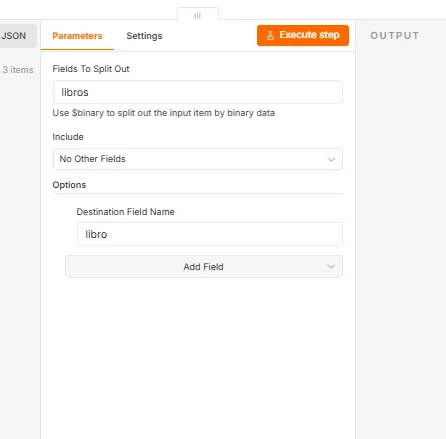 JSON
Parameters
Settings
Execute step
OUTPUT
3 items
Fields To Split Out
libros
Use $binary to split out the input item by binary data
Include
No Other Fields
Options
Destination Field Name
libro
Add Field